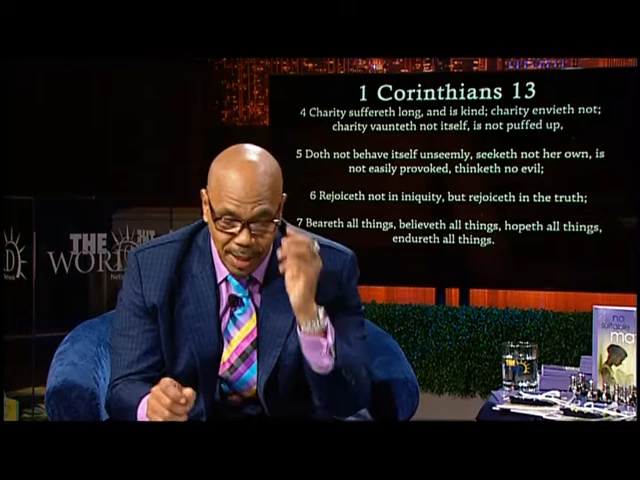 1 Corinthians 13
4 Charity suffereth long, and is kind; charity envieth not;
charity vaunteth not itself, is not puffed up,
5 Doth not behave itself unseemly, seeketh not her own, is
not easily provoked, thinketh no evil;
6 Rejoiceth not in iniquity, but rejoiceth in the truth;
7 Beareth all things, believeth all things, hopeth all things,
endureth all things.
THE
WORD
no
suitable